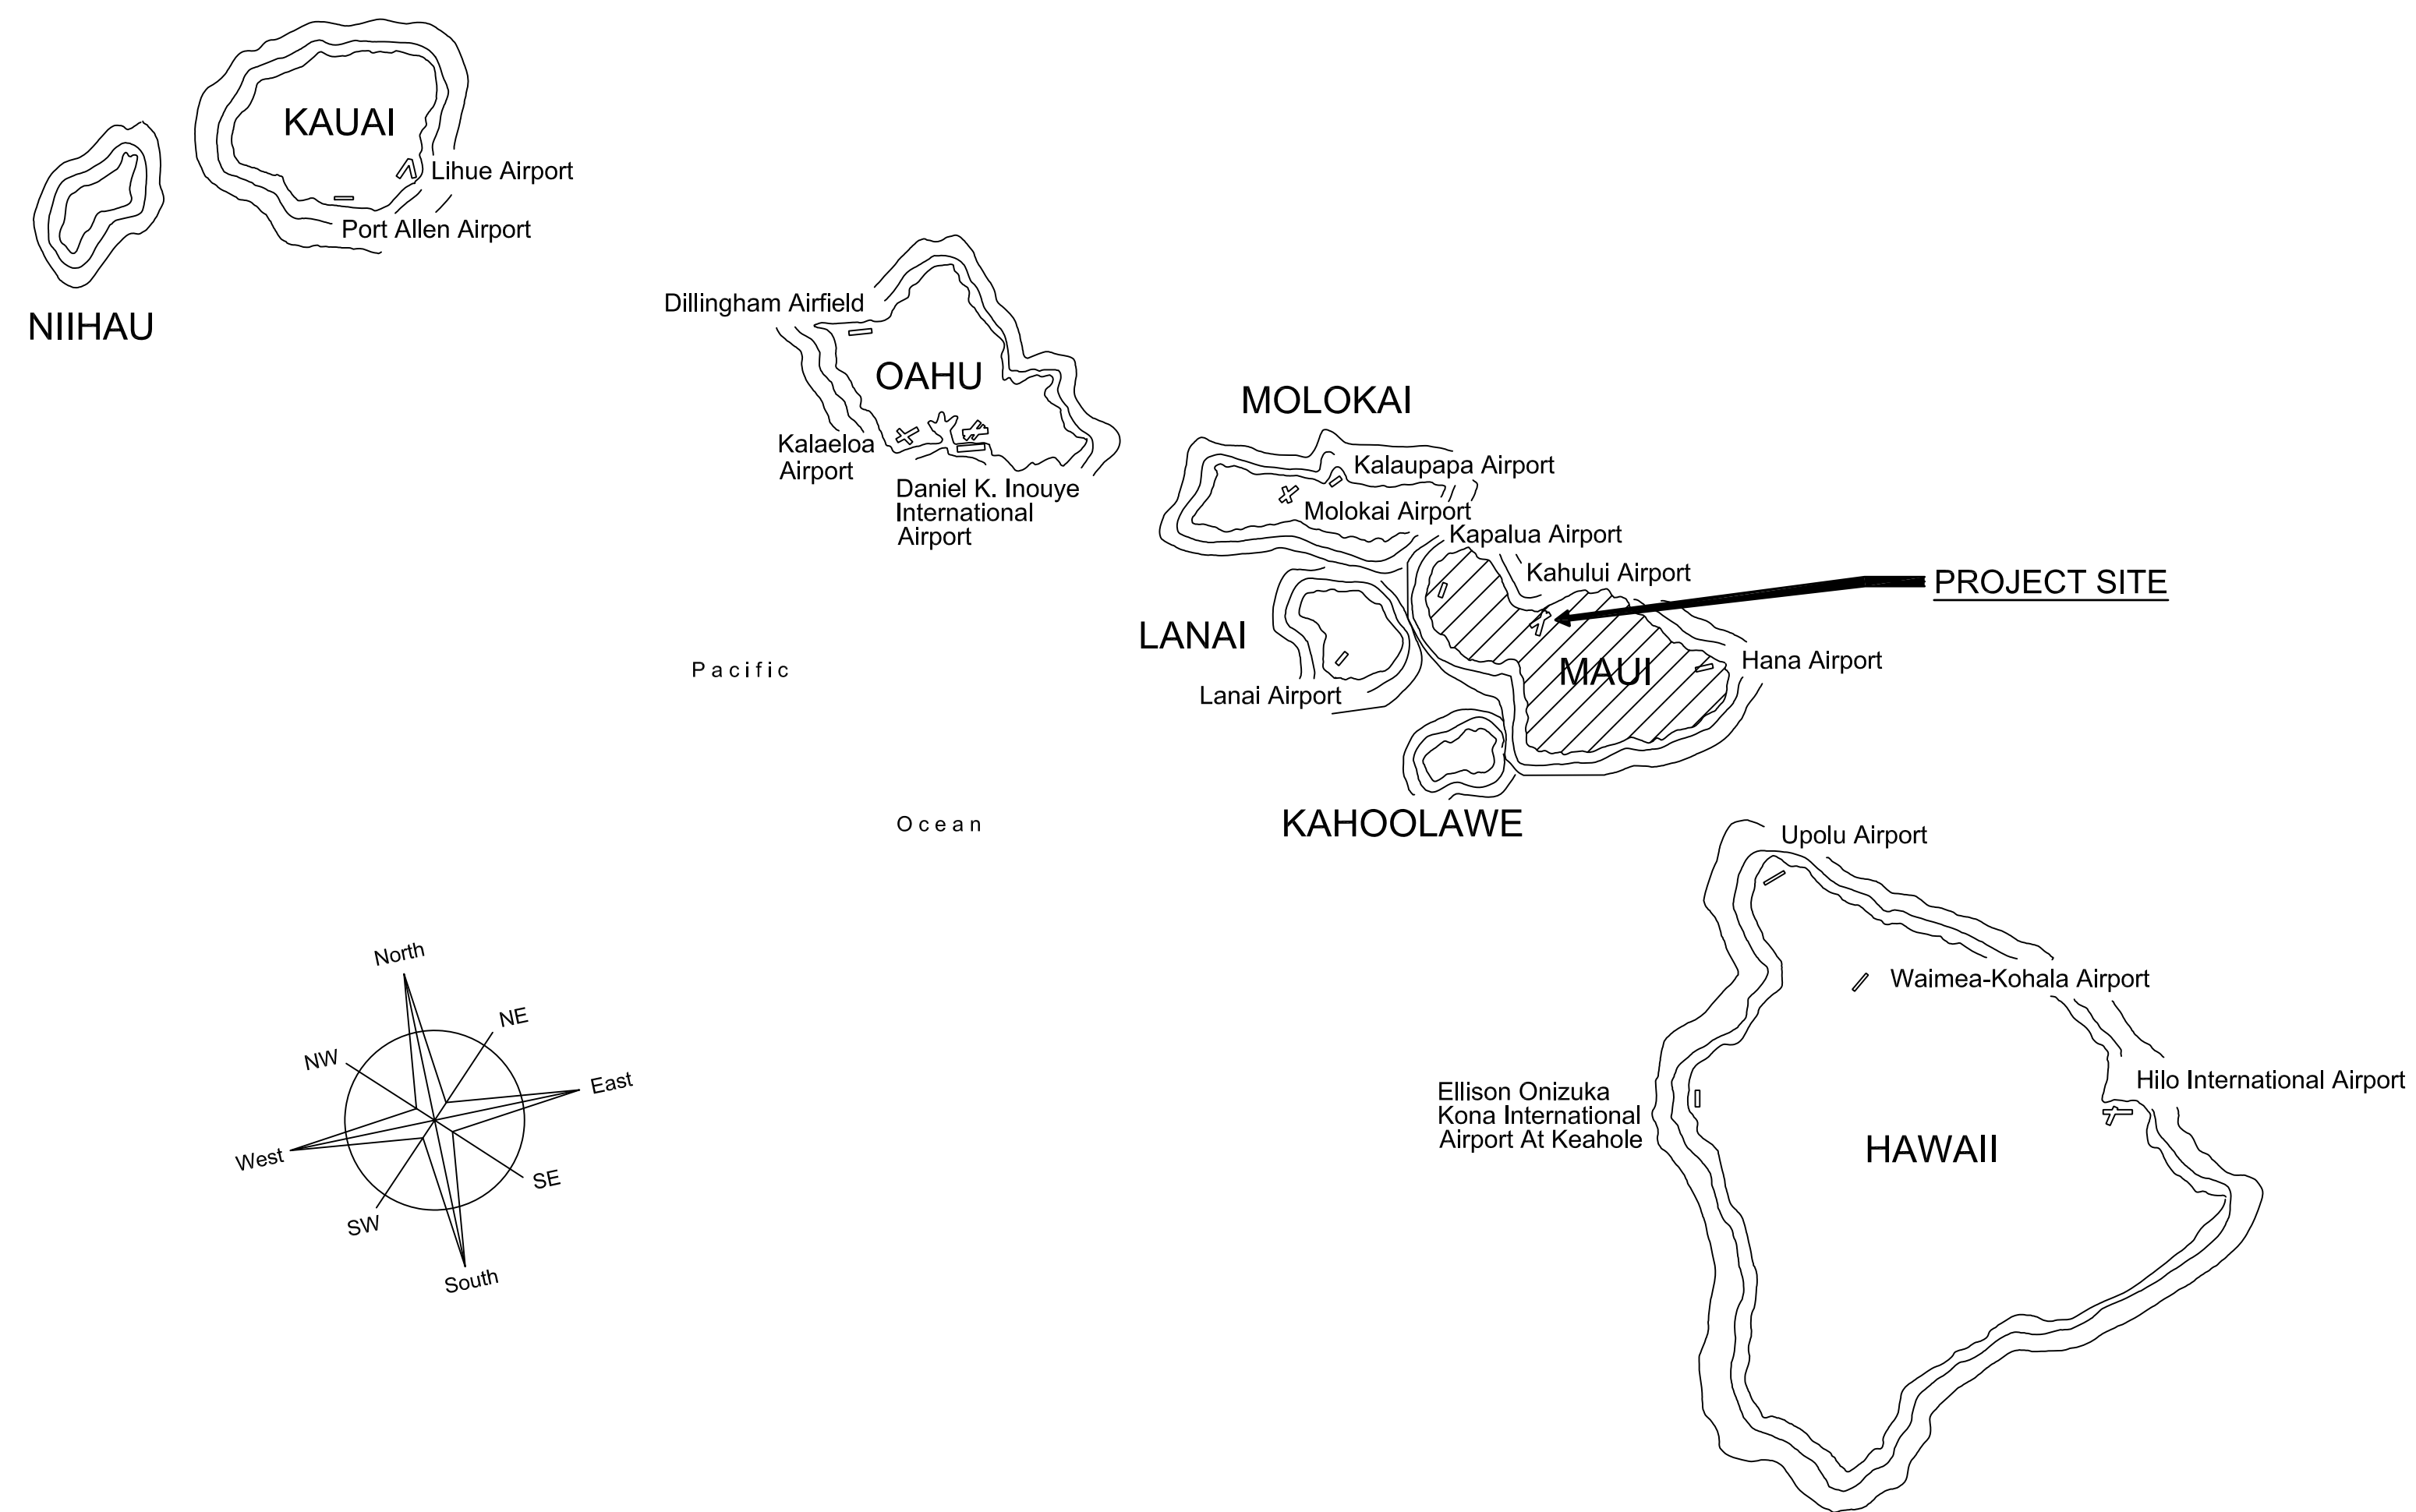 KAUAI
Lihue Airport
Port Allen Airport
NIIHAU
Dillingham Airfield
OAHU
Kalaeloa
Airport
Daniel K. Inouye
International
Airport
MOLOKAI
Kalaupapa Airport
Molokai Airport
Kapalua Airport
Kahului Airport
PROJECT SITE
LANAI
Lanai Airport
MAUI
Hana Airport
Pacific
Ocean
KAHOOLAWE
Upolu Airport
Waimea-Kohala Airport
Ellison Onizuka
Kona International
Airport At Keahole
Hilo International Airport
HAWAII
North
NE
NW
East
West
SE
SW
South